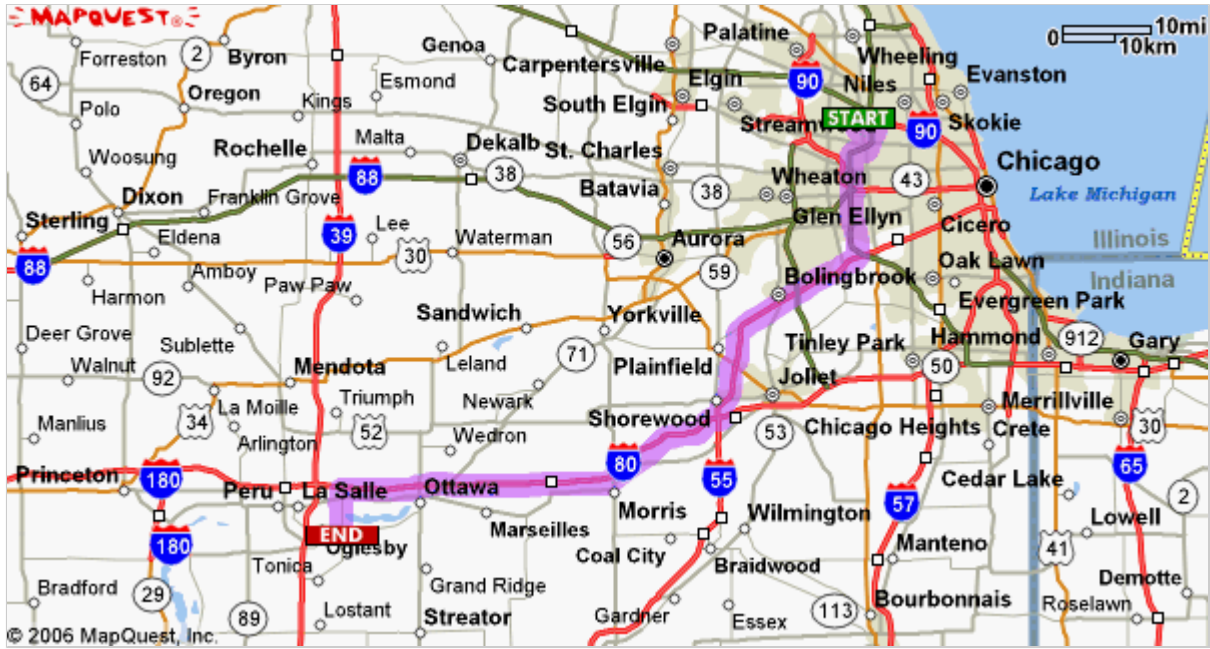 MAPQUEST®
10mi
0
10km
Forreston
2
Byron
Genoa
Palatine
Wheeling
64
Carpentersville
Elgin
90
Niles
Evanston
Polo
Oregon
Kings
Esmond
South Elgin
START
Streamw
90
Skokie
Woosung
Rochelle
Malta
Dekalb
St. Charles
Chicago
88
38
Batavia
38
Wheaton
43
Lake Michigan
Dixon
Franklin Grove
Glen Ellyn
Sterling
Eldena
39
Lee
Waterman
56
Aurora
Cicero
Illinois
88
30
59
Bolingbrook
Oak Lawn
Indiana
Harmon
Amboy
Paw Paw
Sandwich
Yorkville
Evergreen Park
Deer Grove
Sublette
Leland
71
Tinley Park
Hammond
912
Gary
Walnut
92
Mendota
Plainfield
50
La Moille
Triumph
Newark
Joliet
Manlius
34
52
Shorewood
Merrillville
Arlington
Wedron
53
Chicago Heights
Crete
30
Princeton
180
80
55
65
Peru
La Salle
Ottawa
57
Cedar Lake
2
Marseilles
Morris
Wilmington
Lowell
180
END
Oglesby
Coal City
Manteno
41
Bradford
29
Tonica
Grand Ridge
Braidwood
Demotte
89
Lostant
Streator
Gardner
Essex
113
Bourbonnais
Roselawn
© 2006 MapQuest, Inc.